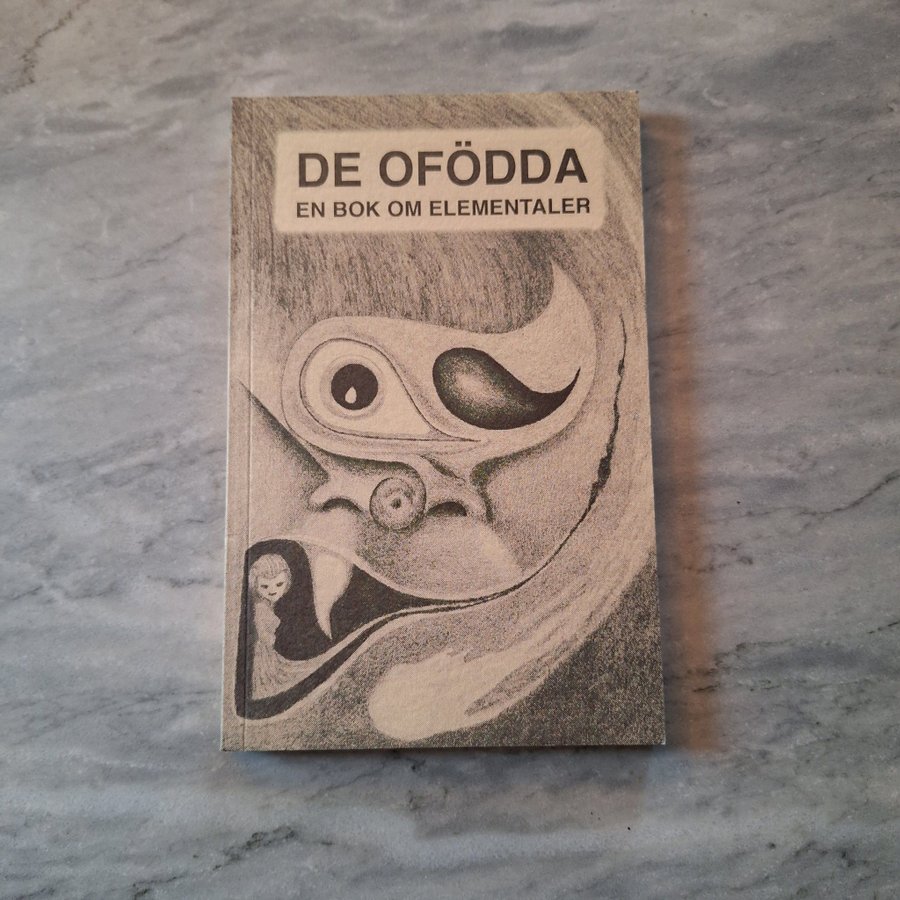 DE OFÖDDA
EN BOK OM ELEMENTALER